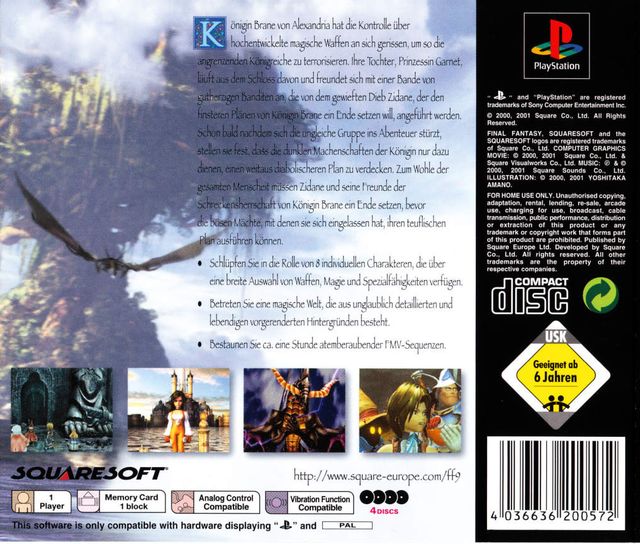 Königin Brane von Alexandria hat die Kontrolle über
hochentwickelte magische Waffen an sich gerissen, um so die
angrenzenden Königreiche zu terrorisieren. Ihre Tochter, Prinzessin Garnet,
läuft aus dem Schloss davon und freundet sich mit einer Bande von
gutherzigen Banditen an, die von dem gewieften Dieb Zidane, der den
finsteren Plänen von Königin Brane ein Ende setzen will, angeführt werden.
Schon bald nachdem sich die ungleiche Gruppe ins Abenteuer stürzt,
stellen sie fest, dass die dunklen Machenschaften der Königin nur dazu
dienen, einen weitaus diabolischeren Plan zu verdecken. Zum Wohle der
gesamten Menscheit müssen Zidane und seine Freunde der
Schreckensherrschaft von Königin Brane ein Ende setzen, bevor
die bösen Mächte, mit denen sie sich eingelassen hat, ihren teuflischen
Plan ausführen können.
• Schlüpfen Sie in die Rolle von 8 individuellen Charakteren, die über
eine breite Auswahl von Waffen, Magie und Spezialfähigkeiten verfügen.
• Betreten Sie eine magische Welt, die aus unglaublich detaillierten und
lebendigen vorgerenderten Hintergründen besteht.
• Bestaunen Sie ca. eine Stunde atemberaubender FMV-Sequenzen.
SQUARESOFT
http://www.square-europe.com/ff9
1
Player
Memory Card
1 block
Analog Control
Compatible
Vibration Function
Compatible
4 DISCS
This software is only compatible with hardware displaying " " and PAL
PlayStation
" " and "PlayStation" are registered
trademarks of Sony Computer Entertainment Inc.
© 2000, 2001 Square Co., Ltd. All Rights
Reserved.
FINAL FANTASY, SQUARESOFT and the
SQUARESOFT logos are registered trademarks
of Square Co., Ltd. COMPUTER GRAPHICS
MOVIE: © 2000, 2001 Square Co., Ltd. &
Square Visualworks Co., Ltd. MUSIC: ℗ & ©
2000, 2001 Square Sounds Co., Ltd.
ILLUSTRATION: © 2000, 2001 YOSHITAKA
AMANO.
FOR HOME USE ONLY. Unauthorised copying,
adaptation, rental, lending, re-sale, arcade
use, charging for use, broadcast, cable
transmission, public performance, distribution
or extraction of this product or any
trademark or copyright work that forms part
of this product are prohibited. Published by
Square Europe Ltd. Developed by Square
Co., Ltd. All rights reserved. All other
trademarks are the property of their
respective companies.
COMPACT
disc
USK
Geeignet ab
6 Jahren
4 036636 200572